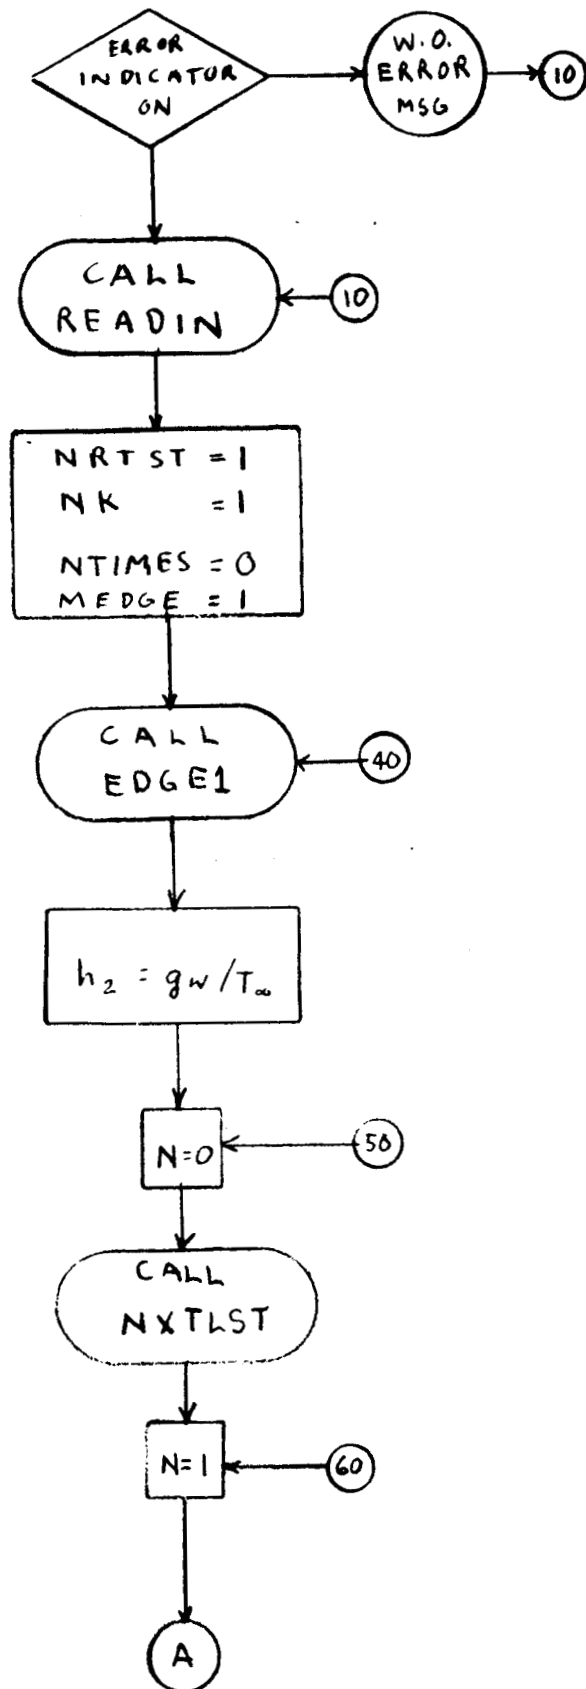 ERROR
INDICATOR
ON
W.O.
ERROR
MSG
10
CALL
READIN
10
NRTST = 1
NK = 1
NTIMES = 0
MEDGE = 1
CALL
EDGE1
40
h₂ = gw/T∞
N=0
50
CALL
NXTLST
N=1
60
A